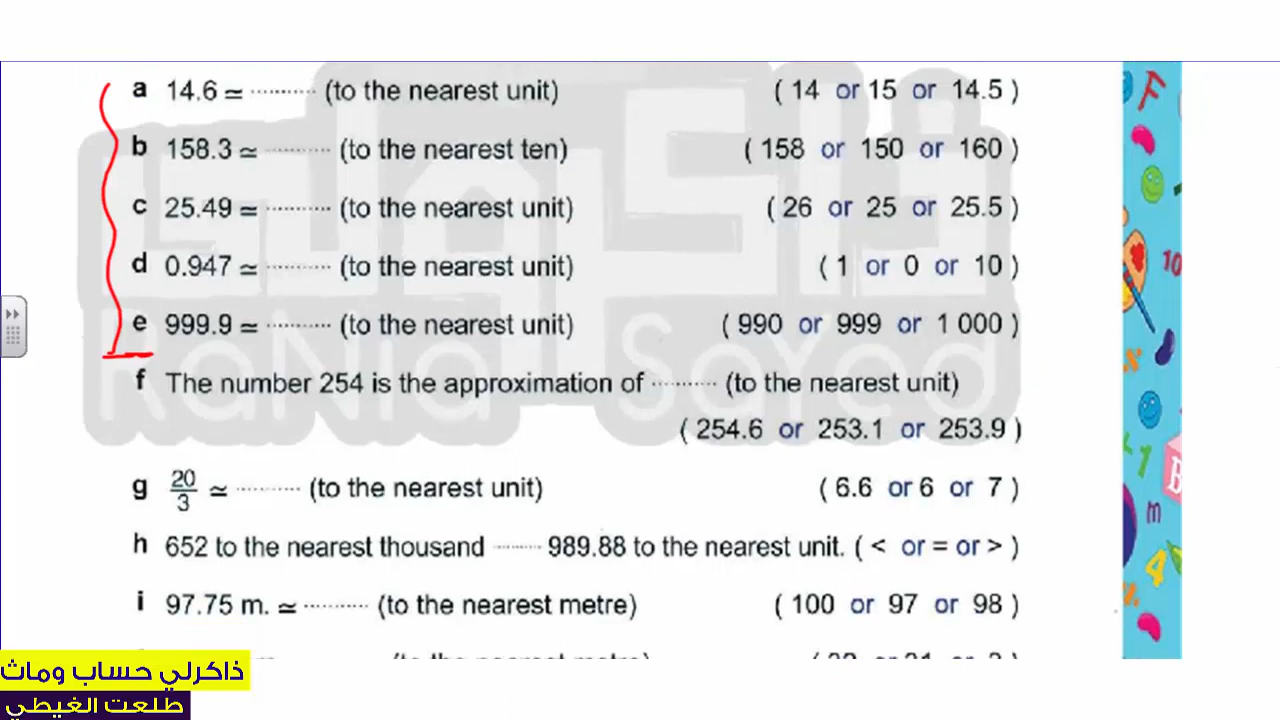 a 14.6 ≃ ·········· (to the nearest unit) ( 14 or 15 or 14.5 )
b 158.3 ≃ ·········· (to the nearest ten) ( 158 or 150 or 160 )
c 25.49 ≃ ·········· (to the nearest unit) ( 26 or 25 or 25.5 )
d 0.947 ≃ ·········· (to the nearest unit) ( 1 or 0 or 10 )
e 999.9 ≃ ·········· (to the nearest unit) ( 990 or 999 or 1 000 )
f The number 254 is the approximation of ·········· (to the nearest unit)
( 254.6 or 253.1 or 253.9 )
g 20/3 ≃ ·········· (to the nearest unit) ( 6.6 or 6 or 7 )
h 652 to the nearest thousand ········ 989.88 to the nearest unit. ( < or = or > )
i 97.75 m. ≃ ·········· (to the nearest metre) ( 100 or 97 or 98 )
Rania Sayed
ذاكرلي حساب وماث
طلعت الغيطي